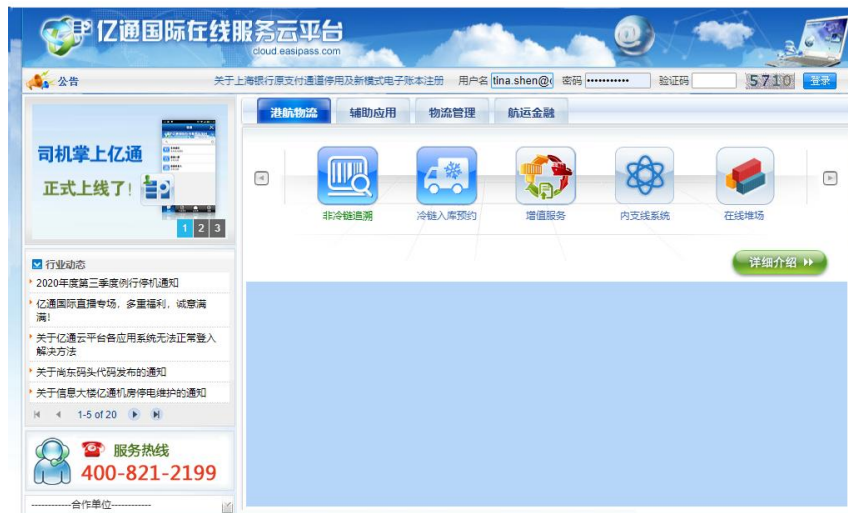 亿通国际在线服务云平台
cloud.easipass.com
公告
关于上海银行原支付通道停用及新模式电子账本注册
用户名 tina.shen@ 密码 ••••••••••• 验证码 5710 登录
港航物流 辅助应用 物流管理 航运金融
司机掌上亿通
正式上线了!
1 2 3
非冷链追溯 冷链入库预约 增值服务 内支线系统 在线堆场
详细介绍
行业动态
2020年度第三季度例行停机通知
亿通国际直播专场，多重福利，诚意满
满!
关于亿通云平台各应用系统无法正常登入
解决方法
关于尚东码头代码发布的通知
关于信息大楼亿通机房停电维护的通知
1-5 of 20
服务热线
400-821-2199
------------合作单位------------